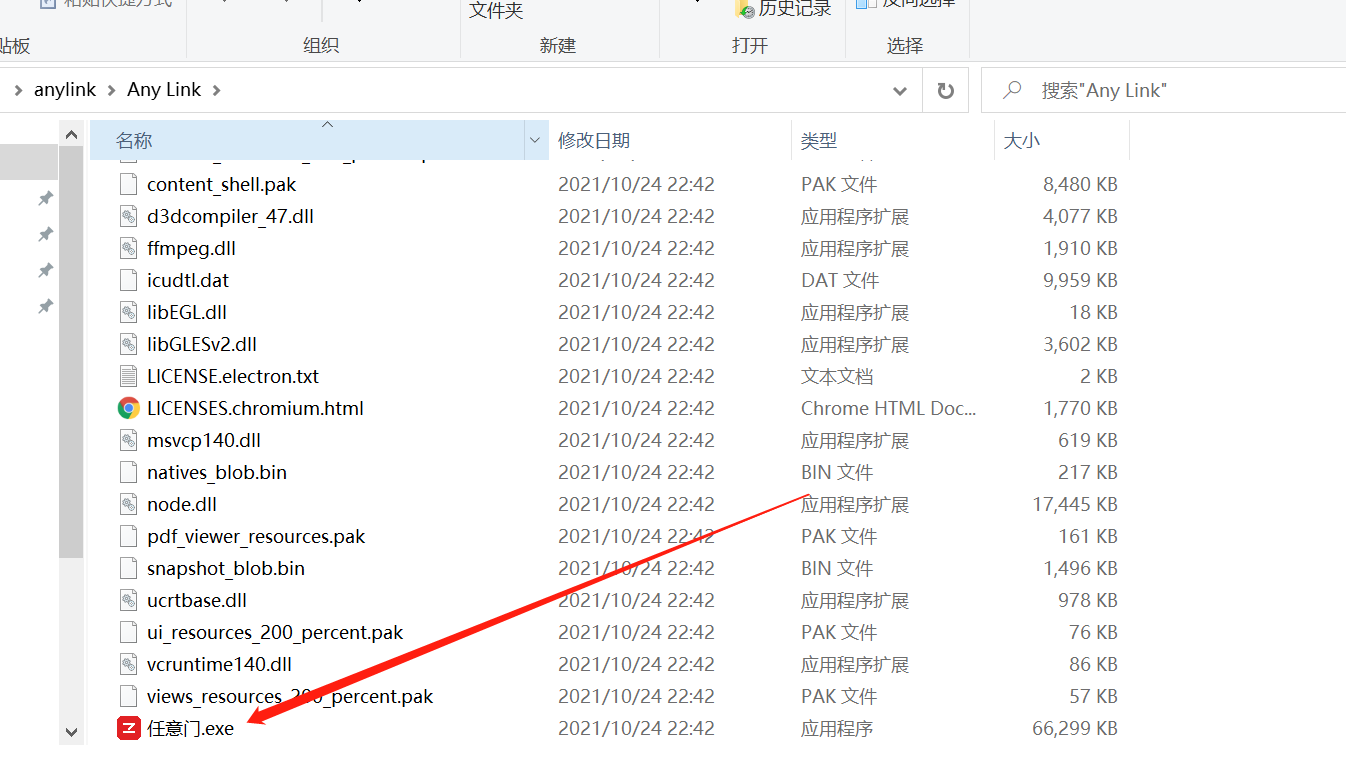 粘贴快捷方式
文件夹
历史记录
反向选择
贴板
组织
新建
打开
选择
anylink
Any Link
搜索"Any Link"
名称 修改日期 类型 大小
content_shell.pak 2021/10/24 22:42 PAK 文件 8,480 KB
d3dcompiler_47.dll 2021/10/24 22:42 应用程序扩展 4,077 KB
ffmpeg.dll 2021/10/24 22:42 应用程序扩展 1,910 KB
icudtl.dat 2021/10/24 22:42 DAT 文件 9,959 KB
libEGL.dll 2021/10/24 22:42 应用程序扩展 18 KB
libGLESv2.dll 2021/10/24 22:42 应用程序扩展 3,602 KB
LICENSE.electron.txt 2021/10/24 22:42 文本文档 2 KB
LICENSES.chromium.html 2021/10/24 22:42 Chrome HTML Doc... 1,770 KB
msvcp140.dll 2021/10/24 22:42 应用程序扩展 619 KB
natives_blob.bin 2021/10/24 22:42 BIN 文件 217 KB
node.dll 2021/10/24 22:42 应用程序扩展 17,445 KB
pdf_viewer_resources.pak 2021/10/24 22:42 PAK 文件 161 KB
snapshot_blob.bin 2021/10/24 22:42 BIN 文件 1,496 KB
ucrtbase.dll 2021/10/24 22:42 应用程序扩展 978 KB
ui_resources_200_percent.pak 2021/10/24 22:42 PAK 文件 76 KB
vcruntime140.dll 2021/10/24 22:42 应用程序扩展 86 KB
views_resources_200_percent.pak 2021/10/24 22:42 PAK 文件 57 KB
任意门.exe 2021/10/24 22:42 应用程序 66,299 KB